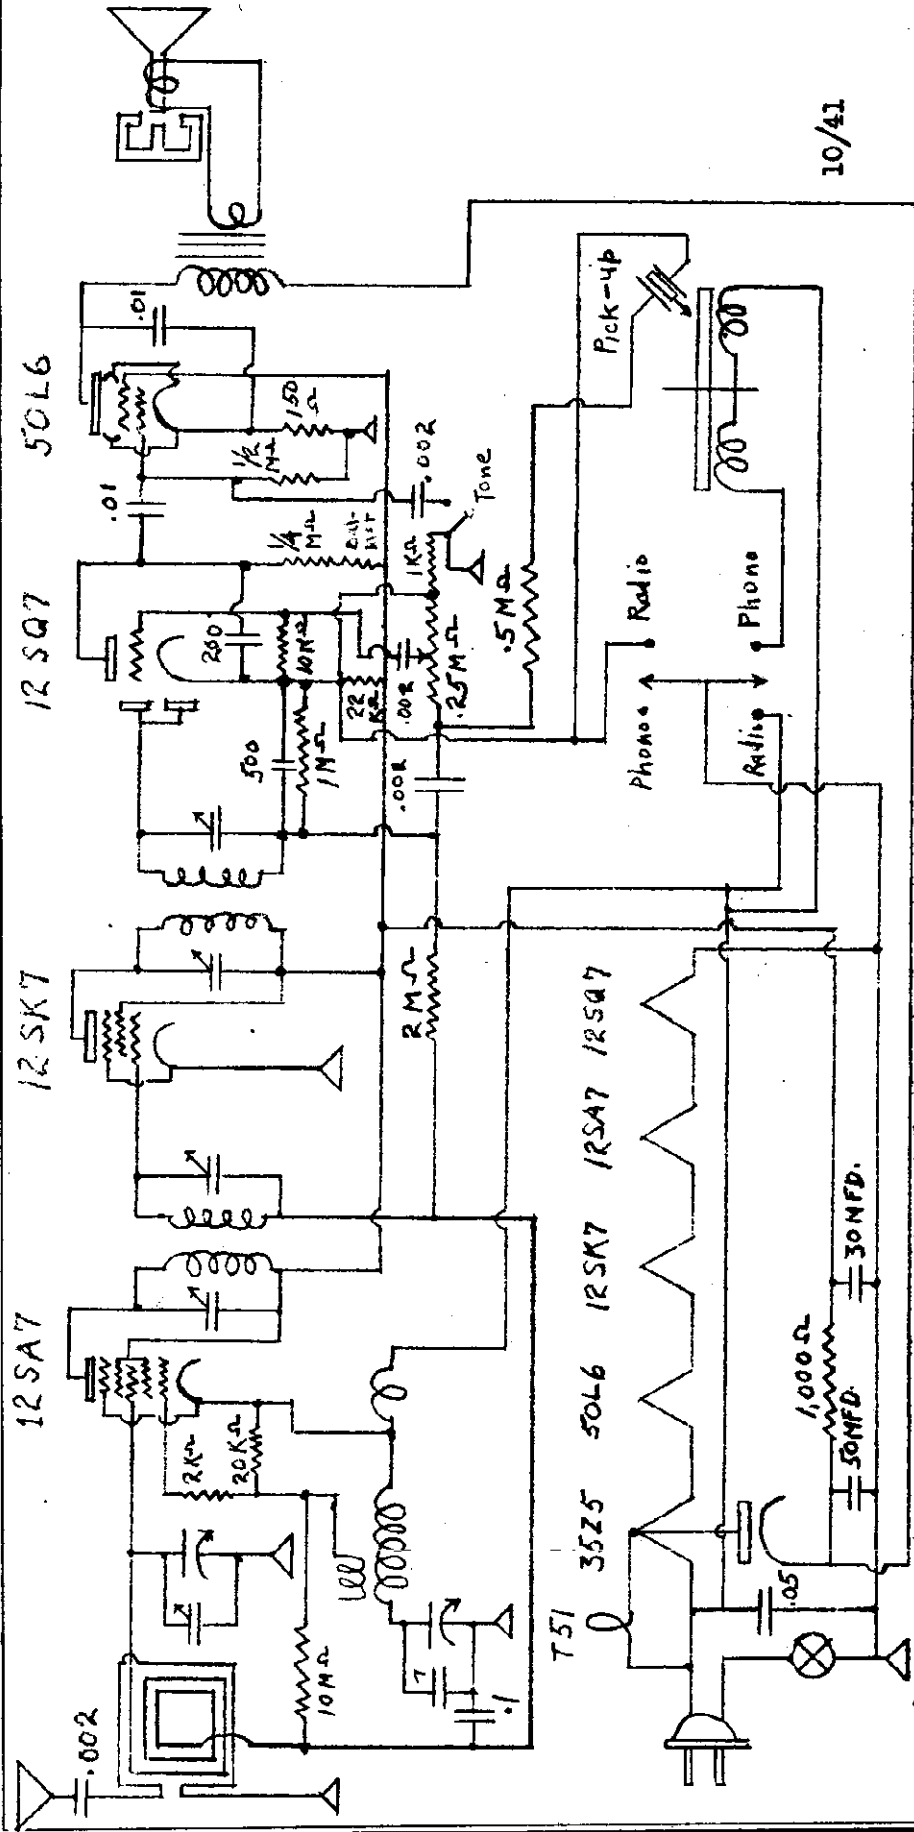 12SA7
12SK7
12SQ7
50L6
.002
2KΩ
20KΩ
10MΩ
.1
2MΩ
500
1MΩ
.002
200
10MΩ
22
KΩ
.002
.25MΩ
.01
1/4
MΩ
1KΩ
.01
1/2
MΩ
150
Ω
.002
Tone
.5MΩ
Pick-up
Phono
Radio
Radio
Phono
10/41
T51
35Z5
50L6
12SK7
12SA7
12SQ7
.05
50MFD.
1,000Ω
30MFD.